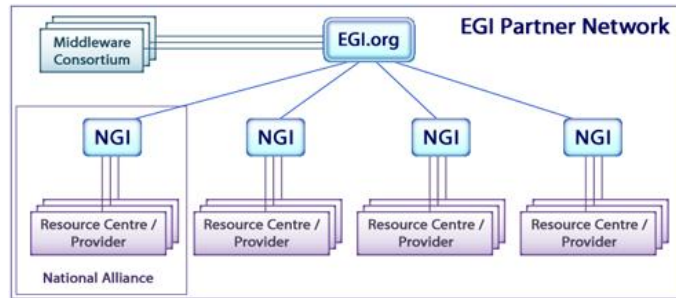 EGI Partner Network
EGI.org
Middleware
Consortium
NGI
NGI
NGI
NGI
Resource Centre /
Provider
Resource Centre /
Provider
Resource Centre /
Provider
Resource Centre /
Provider
National Alliance